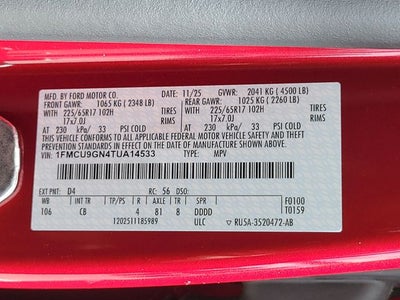 MFD. BY FORD MOTOR CO. 11/25 GVWR: 2041 KG ( 4500 LB)
FRONT GAWR: 1065 KG ( 2348 LB) REAR GAWR: 1025 KG ( 2260 LB)
WITH 225/65R17 102H TIRES WITH 225/65R17 102H TIRES
17x7.0J RIMS 17x7.0J RIMS
AT 230 kPa/ 33 PSI COLD AT 230 kPa/ 33 PSI COLD
THIS VEHICLE CONFORMS TO ALL APPLICABLE FEDERAL MOTOR
VEHICLE SAFETY, BUMPER, AND THEFT PREVENTION STANDARDS IN
EFFECT ON THE DATE OF MANUFACTURE SHOWN ABOVE.
VIN: 1FMCU9GN4TUA14533 TYPE: MPV
EXT PNT: D4 RC: 56 DSO:
WB INT TR TP/PS R AXLE TR SPR F0100
106 CB 4 81 8 DDDD T0159
1202511185989 ULC ▼ RU5A-3520472-AB